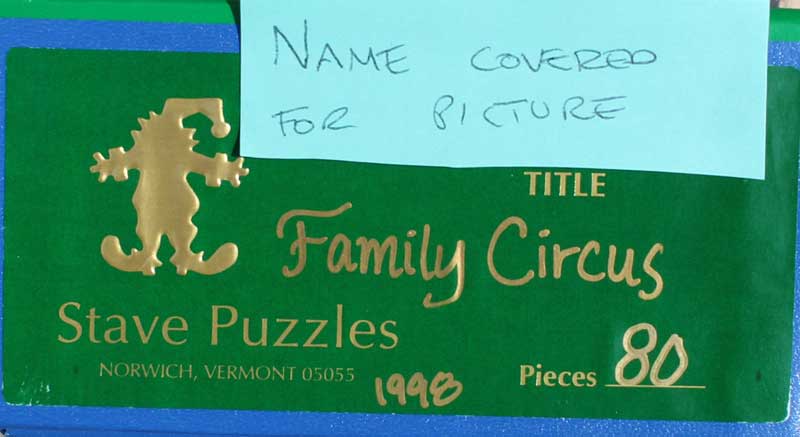 NAME COVERED
FOR PICTURE
TITLE
Family Circus
Stave Puzzles
NORWICH, VERMONT 05055
1998
Pieces 80